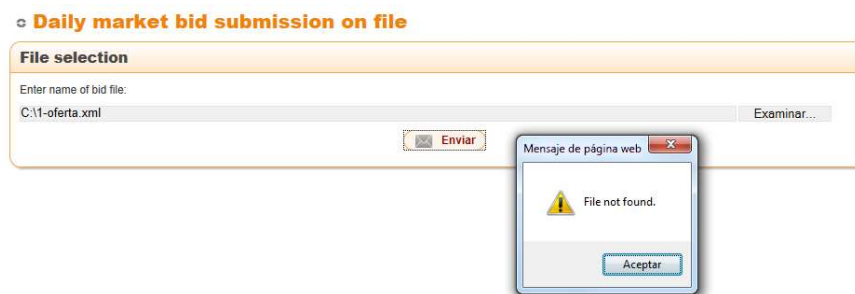 Daily market bid submission on file
File selection
Enter name of bid file:
C:\1-oferta.xml
Examinar...
Enviar
Mensaje de página web
File not found.
Aceptar